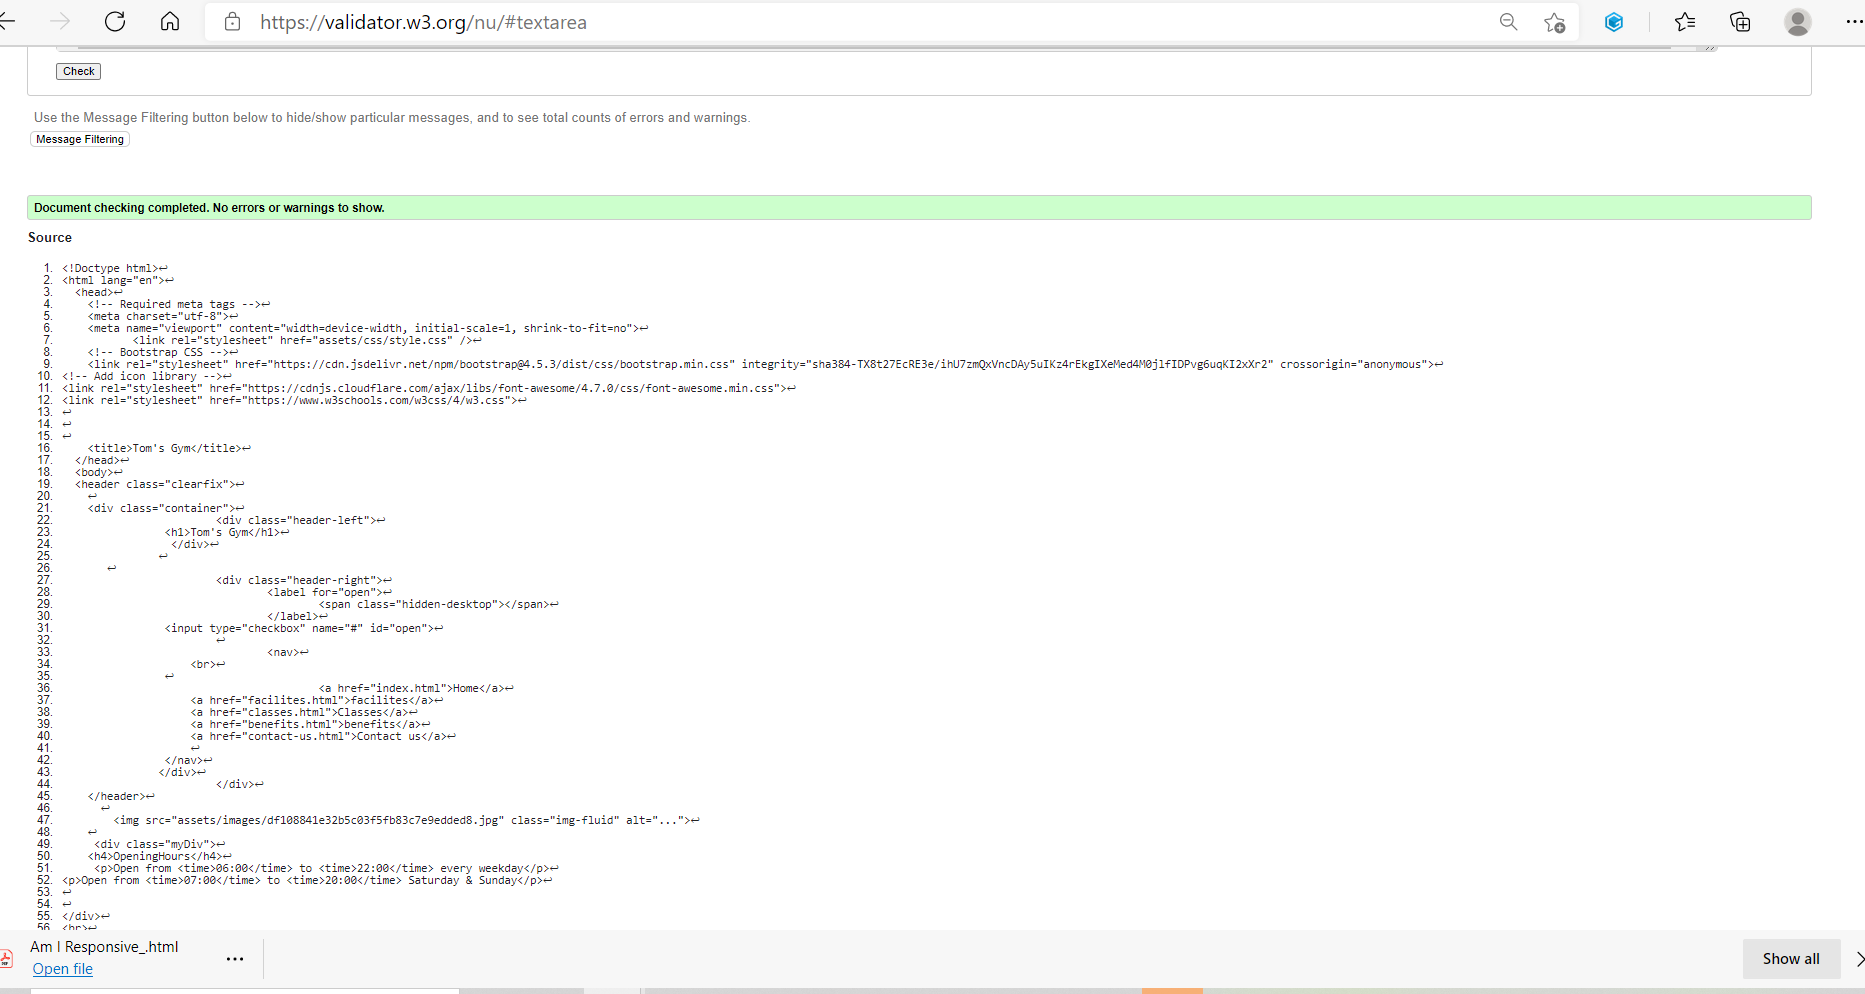 https://validator.w3.org/nu/#textarea
Check
Use the Message Filtering button below to hide/show particular messages, and to see total counts of errors and warnings.
Message Filtering
Document checking completed. No errors or warnings to show.
Source
1. <!Doctype html>↩
2. <html lang="en">↩
3. <head>↩
4. <!-- Required meta tags -->↩
5. <meta charset="utf-8">↩
6. <meta name="viewport" content="width=device-width, initial-scale=1, shrink-to-fit=no">↩
7. <link rel="stylesheet" href="assets/css/style.css" />↩
8. <!-- Bootstrap CSS -->↩
9. <link rel="stylesheet" href="https://cdn.jsdelivr.net/npm/bootstrap@4.5.3/dist/css/bootstrap.min.css" integrity="sha384-TX8t27EcRE3e/ihU7zmQxVncDAy5uIKz4rEkgIXeMed4M0jlfIDPvg6uqKI2xXr2" crossorigin="anonymous">↩
10. <!-- Add icon library -->↩
11. <link rel="stylesheet" href="https://cdnjs.cloudflare.com/ajax/libs/font-awesome/4.7.0/css/font-awesome.min.css">↩
12. <link rel="stylesheet" href="https://www.w3schools.com/w3css/4/w3.css">↩
13. ↩
14. ↩
15. ↩
16. <title>Tom's Gym</title>↩
17. </head>↩
18. <body>↩
19. <header class="clearfix">↩
20. ↩
21. <div class="container">↩
22. <div class="header-left">↩
23. <h1>Tom's Gym</h1>↩
24. </div>↩
25. ↩
26. ↩
27. <div class="header-right">↩
28. <label for="open">↩
29. <span class="hidden-desktop"></span>↩
30. </label>↩
31. <input type="checkbox" name="#" id="open">↩
32. ↩
33. <nav>↩
34. <br>↩
35. ↩
36. <a href="index.html">Home</a>↩
37. <a href="facilites.html">facilites</a>↩
38. <a href="classes.html">Classes</a>↩
39. <a href="benefits.html">benefits</a>↩
40. <a href="contact-us.html">Contact us</a>↩
41. ↩
42. </nav>↩
43. </div>↩
44. </div>↩
45. </header>↩
46. ↩
47. <img src="assets/images/df108841e32b5c03f5fb83c7e9edded8.jpg" class="img-fluid" alt="...">↩
48. ↩
49. <div class="myDiv">↩
50. <h4>OpeningHours</h4>↩
51. <p>Open from <time>06:00</time> to <time>22:00</time> every weekday</p>↩
52. <p>Open from <time>07:00</time> to <time>20:00</time> Saturday & Sunday</p>↩
53. ↩
54. ↩
55. </div>↩
56. <br>↩
Am I Responsive_.html
Open file
Show all